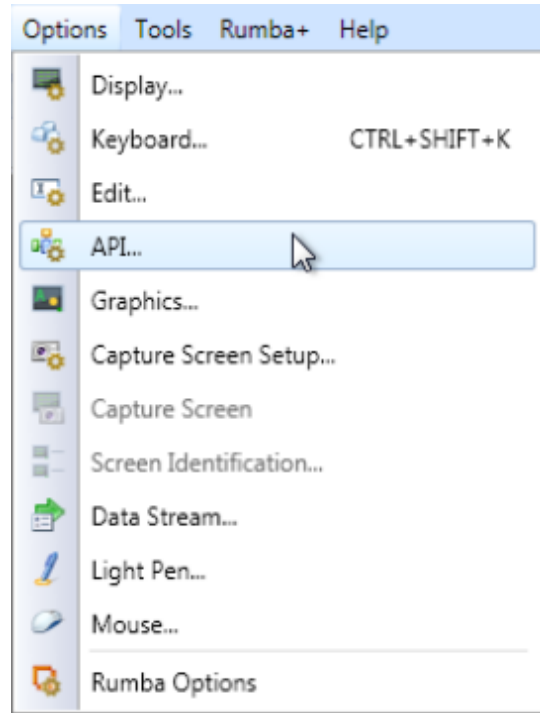 Options Tools Rumba+ Help
Display...
Keyboard... CTRL+SHIFT+K
Edit...
API...
Graphics...
Capture Screen Setup...
Capture Screen
Screen Identification...
Data Stream...
Light Pen...
Mouse...
Rumba Options